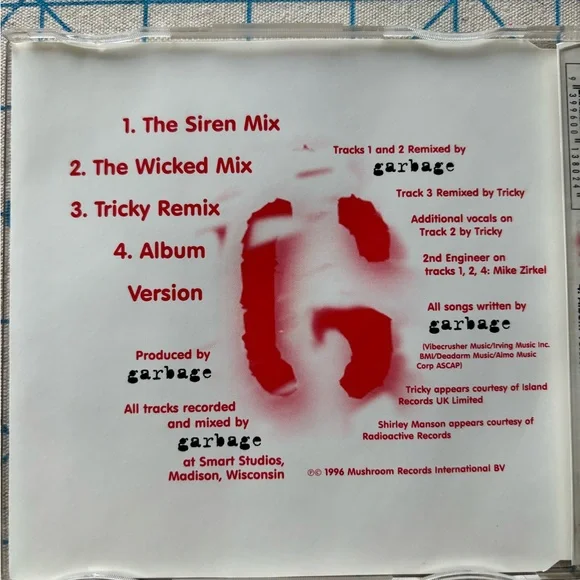 1. The Siren Mix
2. The Wicked Mix
3. Tricky Remix
4. Album
Version
Produced by
garbage
All tracks recorded
and mixed by
garbage
at Smart Studios,
Madison, Wisconsin
Tracks 1 and 2 Remixed by
garbage
Track 3 Remixed by Tricky
Additional vocals on
Track 2 by Tricky
2nd Engineer on
tracks 1, 2, 4: Mike Zirkel
All songs written by
garbage
(Vibecrusher Music/Irving Music Inc.
BMI/Deadarm Music/Almo Music
Corp ASCAP)
Tricky appears courtesy of Island
Records UK Limited
Shirley Manson appears courtesy of
Radioactive Records
℗© 1996 Mushroom Records International BV
G